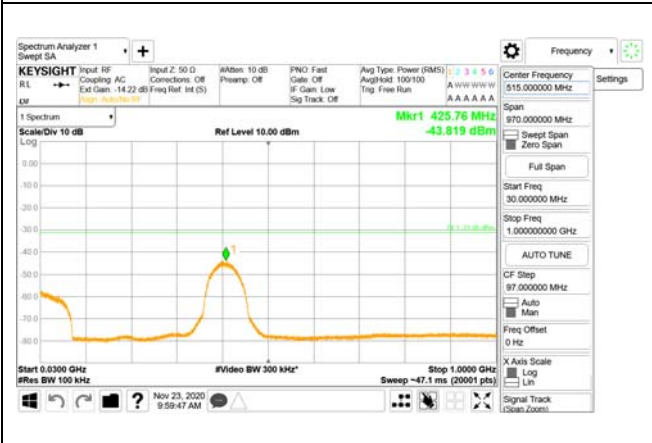 Spectrum Analyzer 1
Swept SA
Frequency
KEYSIGHT
RL
Input: RF
Coupling: AC
Ext Gain: -14.22 dB
Align: Auto/No RF
Input Z: 50 Ω
Corrections: Off
Freq Ref: Int (S)
#Atten: 10 dB
Preamp: Off
PNO: Fast
Gate: Off
IF Gain: Low
Sig Track: Off
Avg Type: Power (RMS)
Avg|Hold: 100/100
Trig: Free Run
1 2 3 4 5 6
A W W W W W
A A A A A A
Center Frequency
515.000000 MHz
Settings
Span
970.000000 MHz
Swept Span
Zero Span
Full Span
Start Freq
30.000000 MHz
Stop Freq
1.000000000 GHz
AUTO TUNE
CF Step
97.000000 MHz
Auto
Man
Freq Offset
0 Hz
X Axis Scale
Log
Lin
Signal Track
(Span Zoom)
1 Spectrum
Scale/Div 10 dB
Ref Level 10.00 dBm
Mkr1 425.76 MHz
-43.819 dBm
Log
0.00
-10.0
-20.0
-30.0
-40.0
-50.0
-60.0
-70.0
-80.0
1
Start 0.0300 GHz
#Res BW 100 kHz
#Video BW 300 kHz*
Stop 1.0000 GHz
Sweep ~47.1 ms (20001 pts)
?
Nov 23, 2020
9:59:47 AM